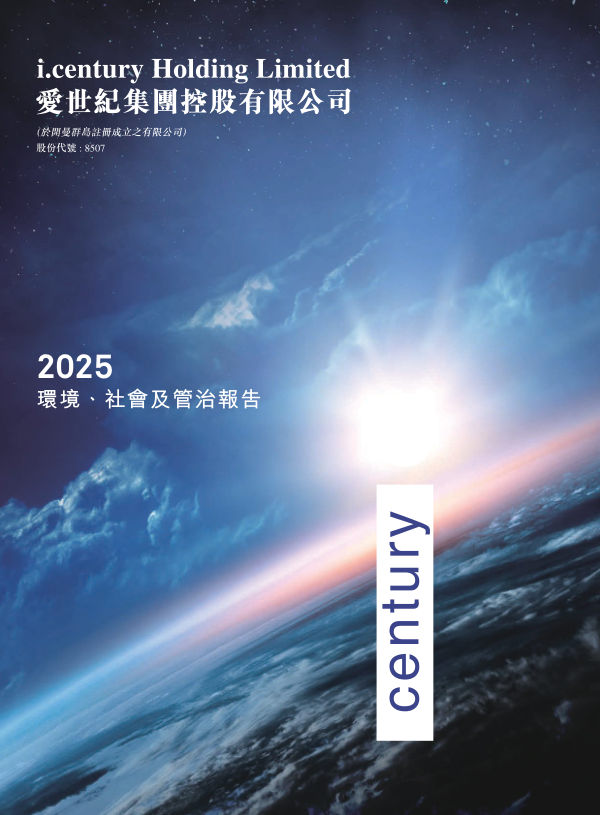 i.century Holding Limited
愛世紀集團控股有限公司
(於開曼群島註冊成立之有限公司)
股份代號 : 8507
2025
環境、社會及管治報告
century